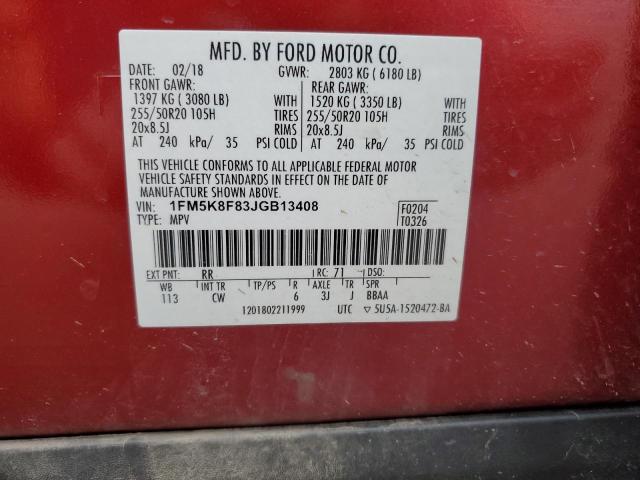 MFD. BY FORD MOTOR CO.
DATE: 02/18 GVWR: 2803 KG ( 6180 LB)
FRONT GAWR: REAR GAWR:
1397 KG ( 3080 LB) WITH 1520 KG ( 3350 LB) WITH
255/50R20 105H TIRES 255/50R20 105H TIRES
20x8.5J RIMS 20x8.5J RIMS
AT 240 kPa/ 35 PSI COLD AT 240 kPa/ 35 PSI COLD
THIS VEHICLE CONFORMS TO ALL APPLICABLE FEDERAL MOTOR
VEHICLE SAFETY STANDARDS IN EFFECT ON THE DATE OF
MANUFACTURE SHOWN ABOVE.
VIN: 1FM5K8F83JGB13408 F0204
TYPE: MPV T0326
EXT PNT: RR RC: 71 DSO:
WB INT TR TP/PS R AXLE TR SPR
113 CW 6 3J J BBAA
1201802211999 UTC ▽ 5U5A-1520472-BA